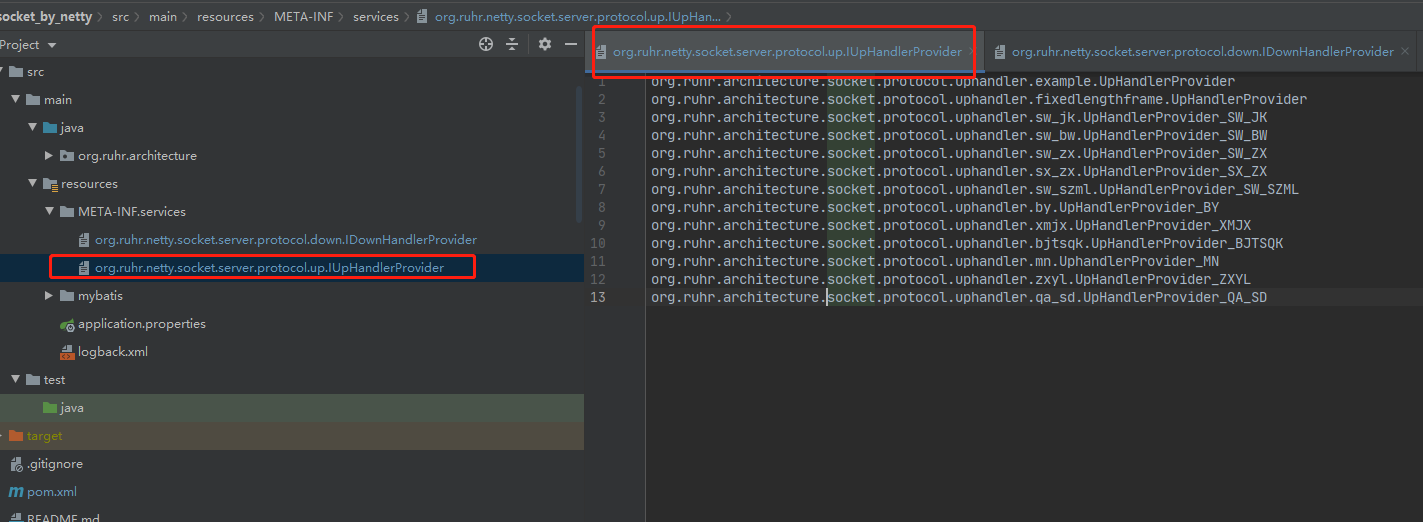 socket_by_netty > src > main > resources > META-INF > services > org.ruhr.netty.socket.server.protocol.up.IUpHan... >
Project
src
main
java
org.ruhr.architecture
resources
META-INF.services
org.ruhr.netty.socket.server.protocol.down.IDownHandlerProvider
org.ruhr.netty.socket.server.protocol.up.IUpHandlerProvider
mybatis
application.properties
logback.xml
test
java
target
.gitignore
pom.xml
README.md
org.ruhr.netty.socket.server.protocol.up.IUpHandlerProvider
org.ruhr.netty.socket.server.protocol.down.IDownHandlerProvider
1 org.ruhr.architecture.socket.protocol.uphandler.example.UpHandlerProvider
2 org.ruhr.architecture.socket.protocol.uphandler.fixedlengthframe.UpHandlerProvider
3 org.ruhr.architecture.socket.protocol.uphandler.sw_jk.UpHandlerProvider_SW_JK
4 org.ruhr.architecture.socket.protocol.uphandler.sw_bw.UpHandlerProvider_SW_BW
5 org.ruhr.architecture.socket.protocol.uphandler.sw_zx.UpHandlerProvider_SW_ZX
6 org.ruhr.architecture.socket.protocol.uphandler.sx_zx.UpHandlerProvider_SX_ZX
7 org.ruhr.architecture.socket.protocol.uphandler.sw_szml.UpHandlerProvider_SW_SZML
8 org.ruhr.architecture.socket.protocol.uphandler.by.UpHandlerProvider_BY
9 org.ruhr.architecture.socket.protocol.uphandler.xmjx.UpHandlerProvider_XMJX
10 org.ruhr.architecture.socket.protocol.uphandler.bjtsqk.UpHandlerProvider_BJTSQK
11 org.ruhr.architecture.socket.protocol.uphandler.mn.UpHandlerProvider_MN
12 org.ruhr.architecture.socket.protocol.uphandler.zxyl.UpHandlerProvider_ZXYL
13 org.ruhr.architecture.socket.protocol.uphandler.qa_sd.UpHandlerProvider_QA_SD